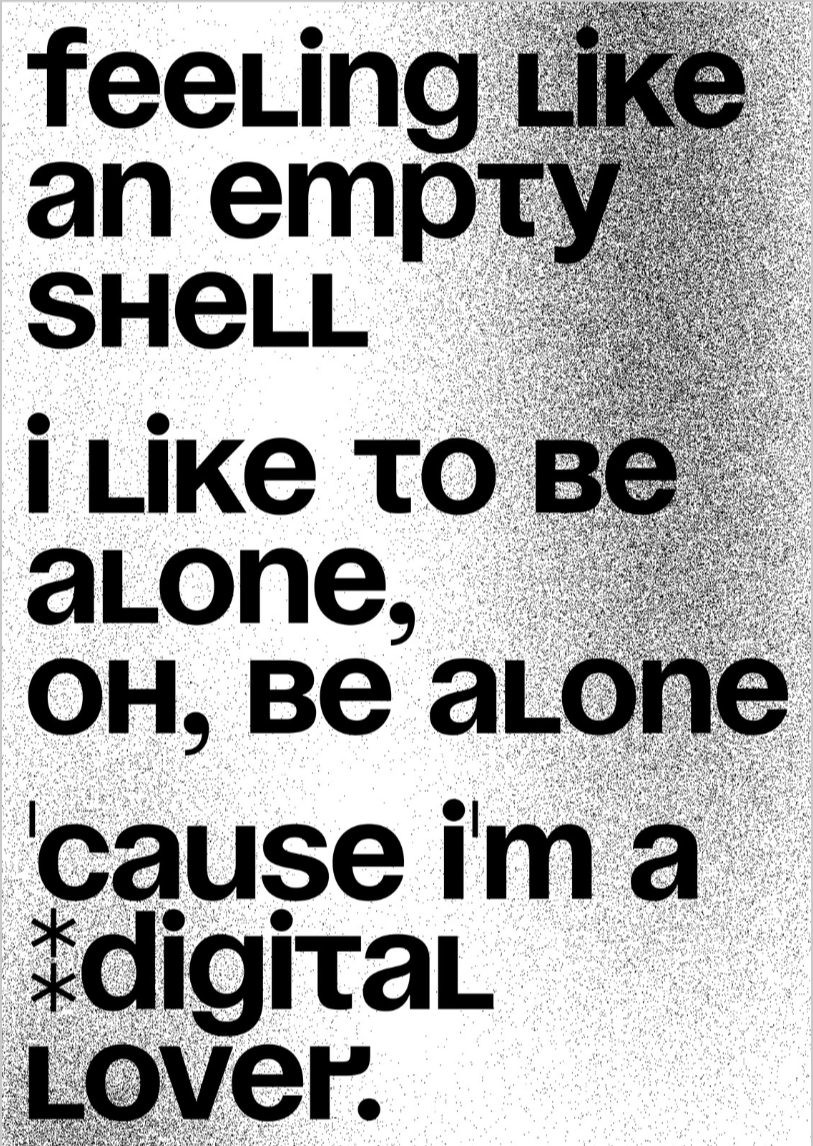 feeLing Like
an empty
sHeLL
i Like to Be
aLone,
oH, Be aLone
'cause i'm a
**digitaL
Lover.